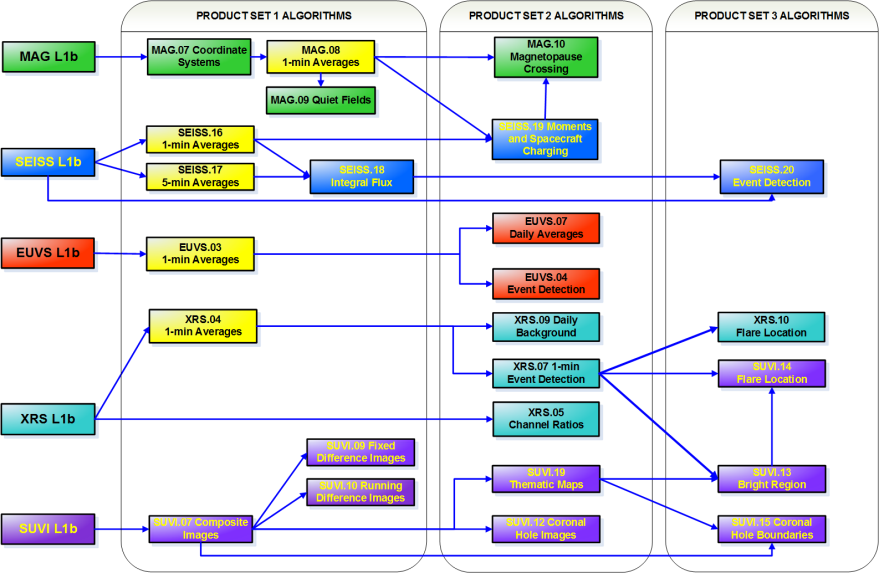 PRODUCT SET 1 ALGORITHMS
PRODUCT SET 2 ALGORITHMS
PRODUCT SET 3 ALGORITHMS
MAG L1b
MAG.07 Coordinate
Systems
MAG.08
1-min Averages
MAG.10
Magnetopause
Crossing
MAG.09 Quiet Fields
SEISS L1b
SEISS.16
1-min Averages
SEISS.17
5-min Averages
SEISS.18
Integral Flux
SEISS.19 Moments
and Spacecraft
Charging
SEISS.20
Event Detection
EUVS L1b
EUVS.03
1-min Averages
EUVS.07
Daily Averages
EUVS.04
Event Detection
XRS L1b
XRS.04
1-min Averages
XRS.09 Daily
Background
XRS.07 1-min
Event Detection
XRS.05
Channel Ratios
XRS.10
Flare Location
SUVI.14
Flare Location
SUVI L1b
SUVI.07 Composite
Images
SUVI.09 Fixed
Difference Images
SUVI.10 Running
Difference Images
SUVI.19
Thematic Maps
SUVI.12 Coronal
Hole Images
SUVI.13
Bright Region
SUVI.15 Coronal
Hole Boundaries